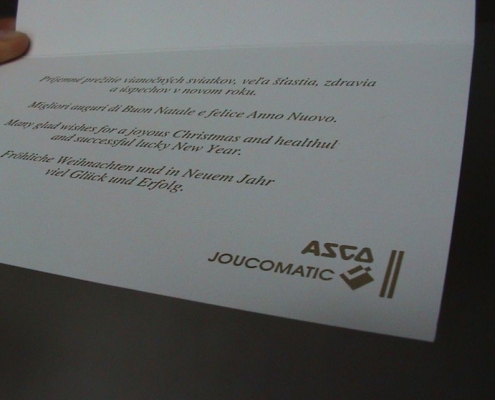 Príjemné prežitie vianočných sviatkov, veľa šťastia, zdravia
a úspechov v novom roku.
Migliori auguri di Buon Natale e felice Anno Nuovo.
Many glad wishes for a joyous Christmas and healthul
and successful lucky New Year.
Fröhliche Weihnachten und in Neuem Jahr
viel Glück und Erfolg.
ASCO
JOUCOMATIC